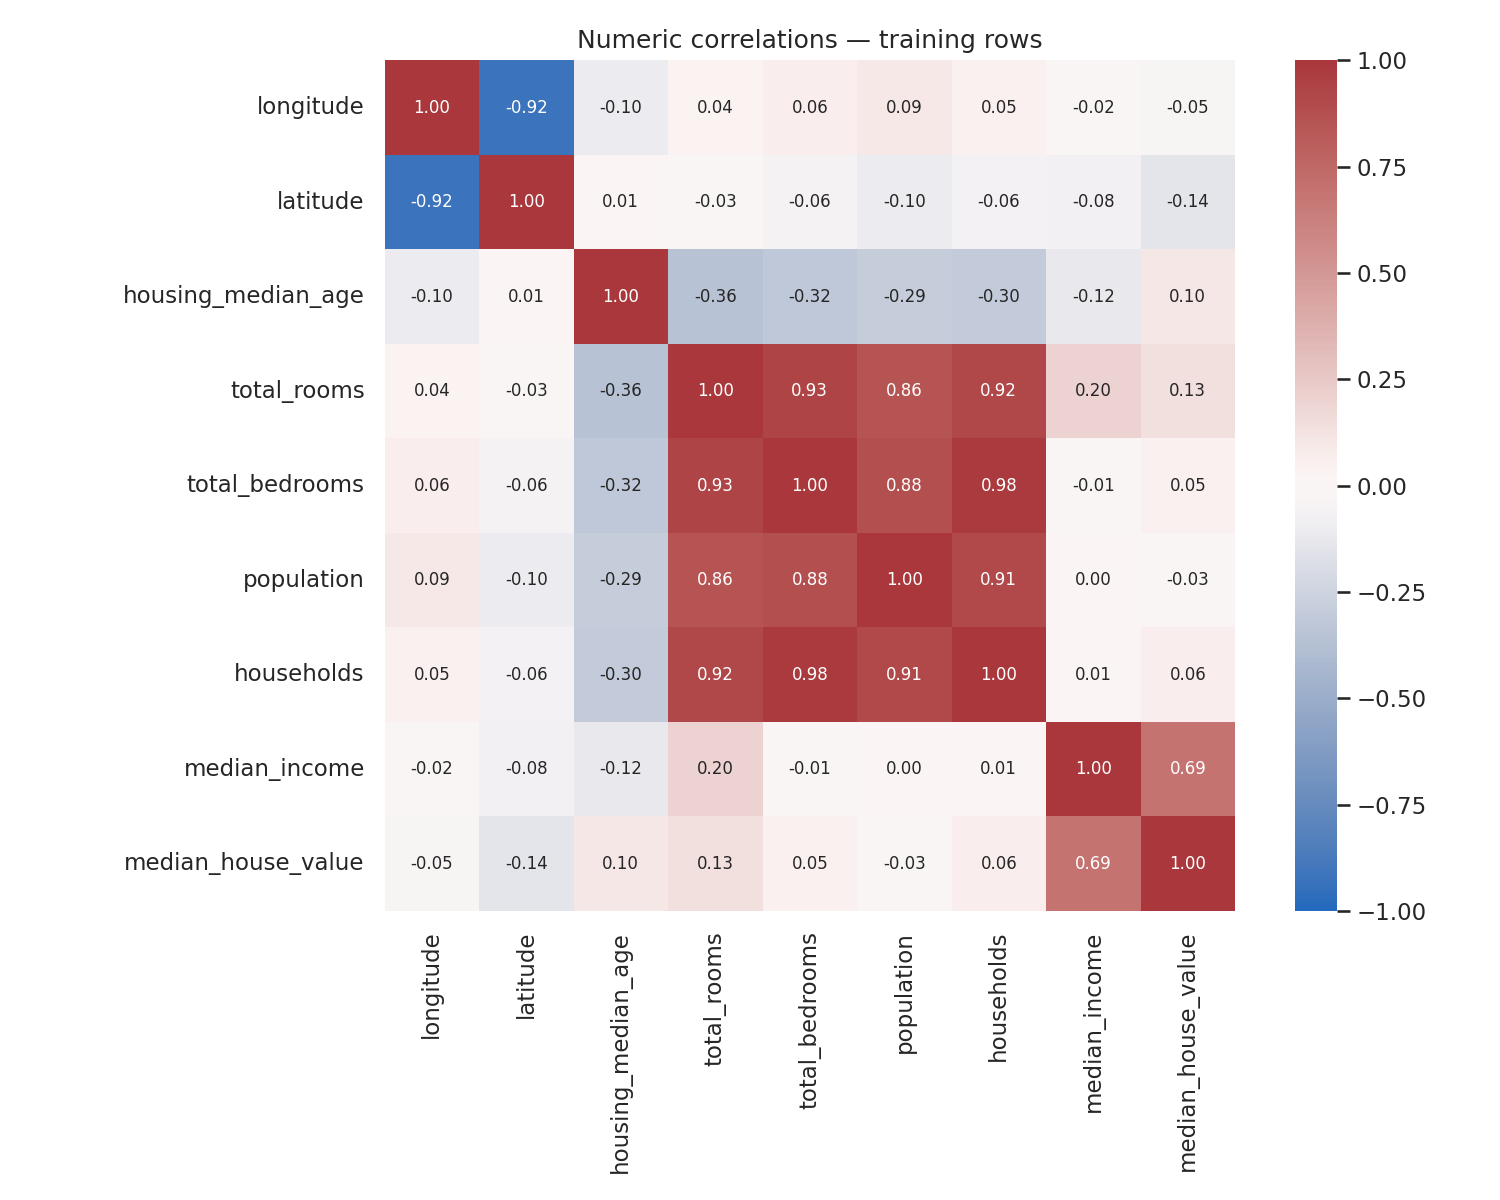 Numeric correlations — training rows
longitude 1.00 -0.92 -0.10 0.04 0.06 0.09 0.05 -0.02 -0.05
latitude -0.92 1.00 0.01 -0.03 -0.06 -0.10 -0.06 -0.08 -0.14
housing_median_age -0.10 0.01 1.00 -0.36 -0.32 -0.29 -0.30 -0.12 0.10
total_rooms 0.04 -0.03 -0.36 1.00 0.93 0.86 0.92 0.20 0.13
total_bedrooms 0.06 -0.06 -0.32 0.93 1.00 0.88 0.98 -0.01 0.05
population 0.09 -0.10 -0.29 0.86 0.88 1.00 0.91 0.00 -0.03
households 0.05 -0.06 -0.30 0.92 0.98 0.91 1.00 0.01 0.06
median_income -0.02 -0.08 -0.12 0.20 -0.01 0.00 0.01 1.00 0.69
median_house_value -0.05 -0.14 0.10 0.13 0.05 -0.03 0.06 0.69 1.00
longitude
latitude
housing_median_age
total_rooms
total_bedrooms
population
households
median_income
median_house_value
1.00
0.75
0.50
0.25
0.00
−0.25
−0.50
−0.75
−1.00